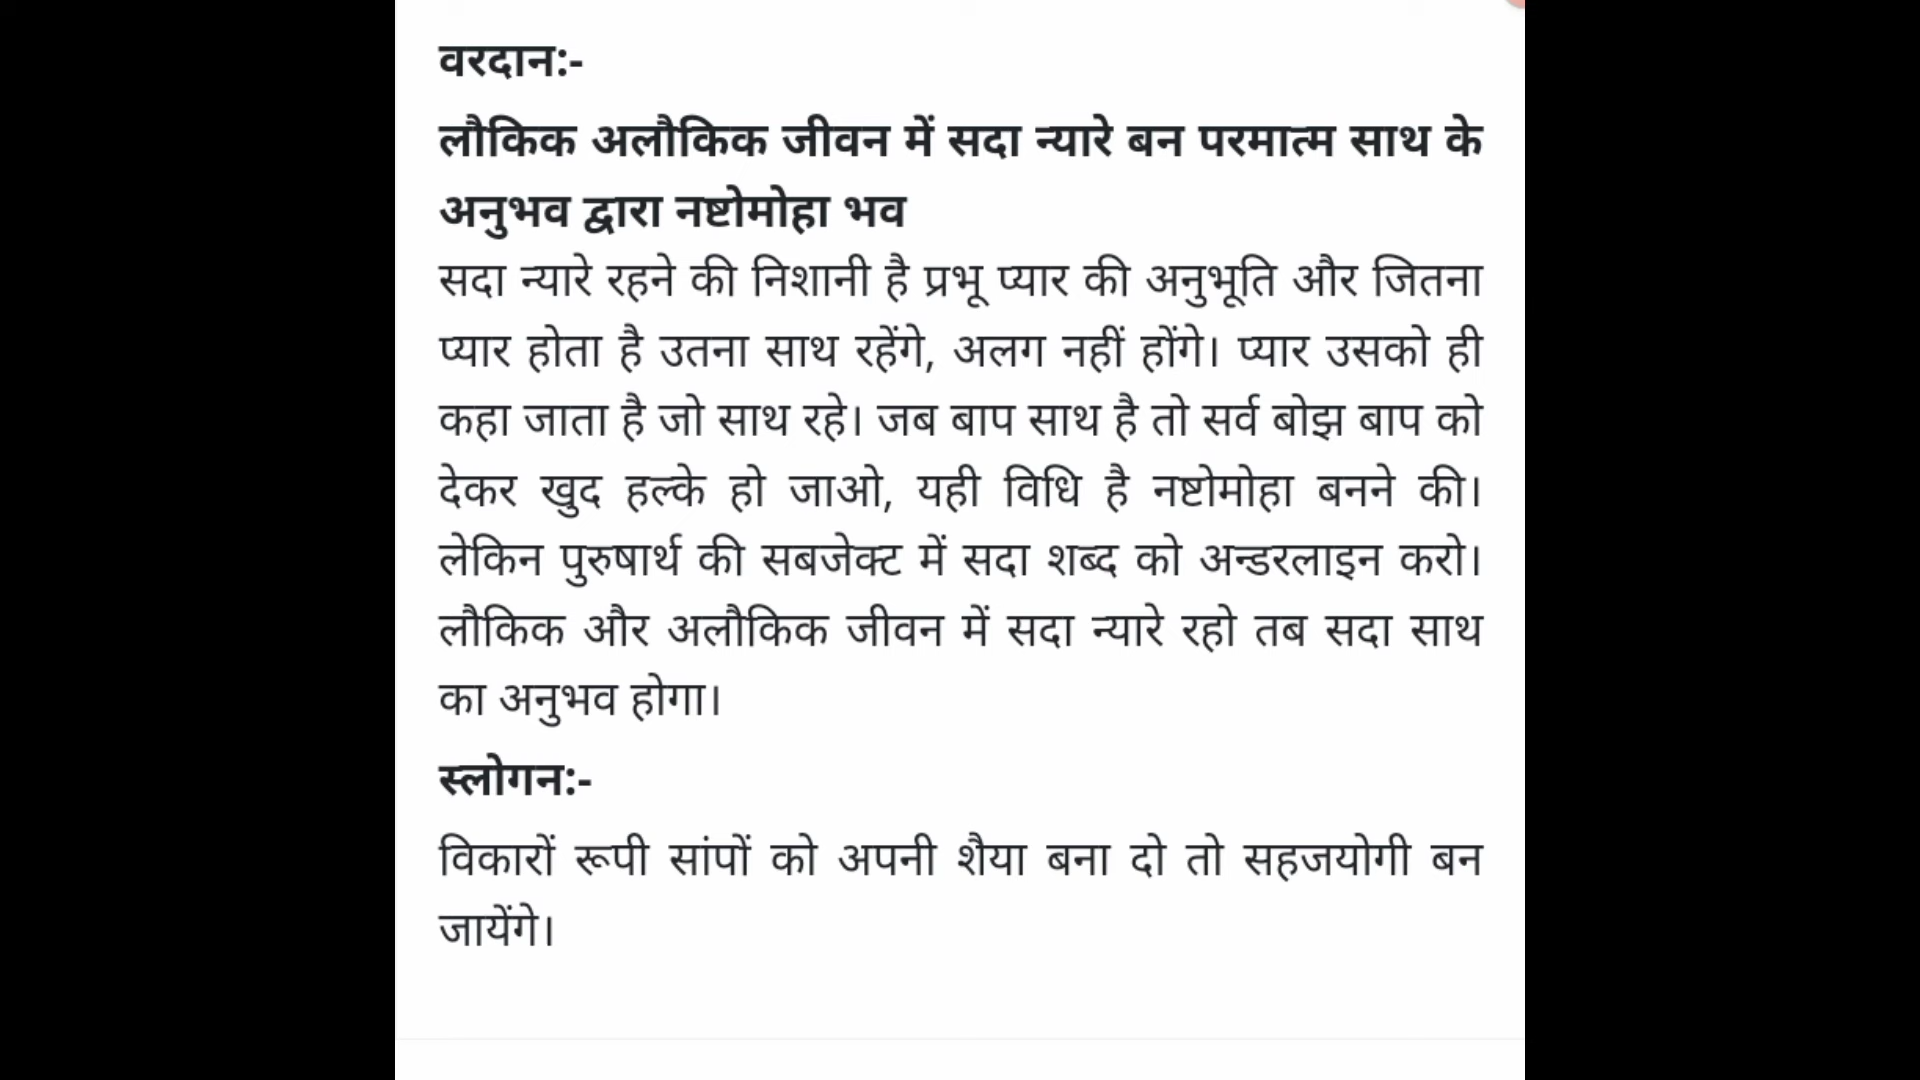 वरदान:-
लौकिक अलौकिक जीवन में सदा न्यारे बन परमात्म साथ के
अनुभव द्वारा नष्टोमोहा भव
सदा न्यारे रहने की निशानी है प्रभू प्यार की अनुभूति और जितना
प्यार होता है उतना साथ रहेंगे, अलग नहीं होंगे। प्यार उसको ही
कहा जाता है जो साथ रहे। जब बाप साथ है तो सर्व बोझ बाप को
देकर खुद हल्के हो जाओ, यही विधि है नष्टोमोहा बनने की।
लेकिन पुरुषार्थ की सबजेक्ट में सदा शब्द को अन्डरलाइन करो।
लौकिक और अलौकिक जीवन में सदा न्यारे रहो तब सदा साथ
का अनुभव होगा।
स्लोगन:-
विकारों रूपी सांपों को अपनी शैया बना दो तो सहजयोगी बन
जायेंगे।